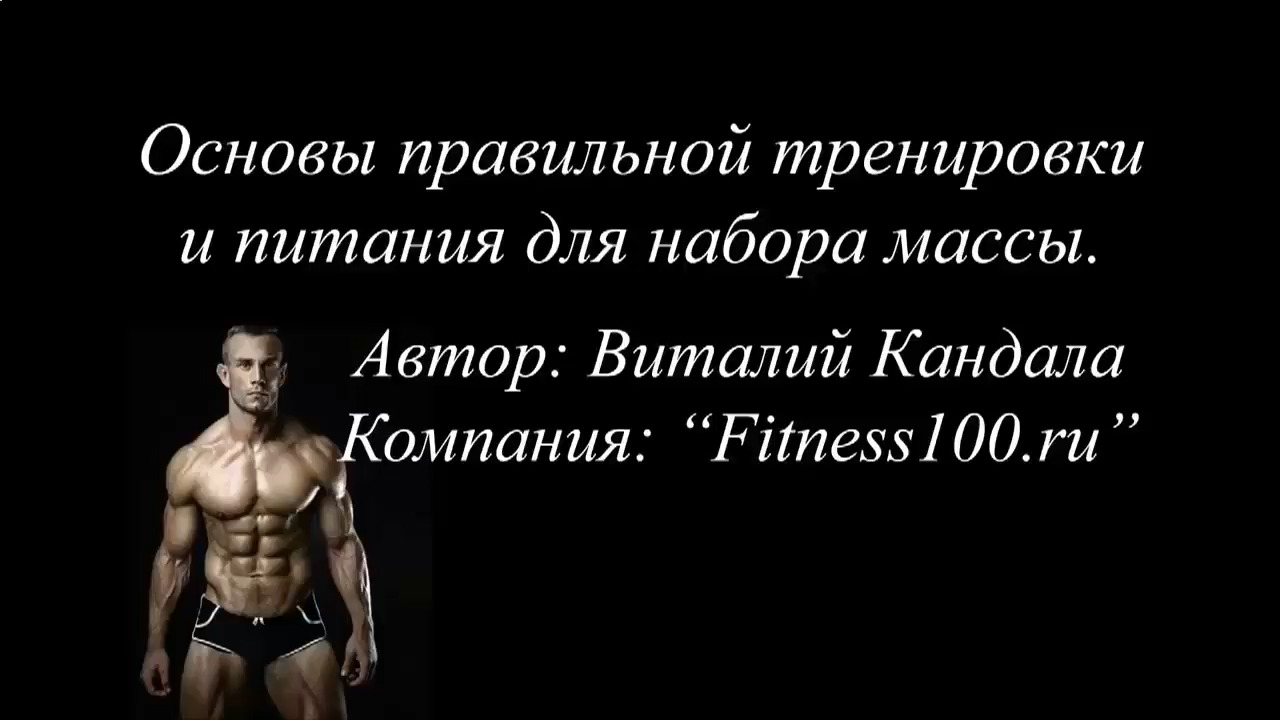 Основы правильной тренировки
и питания для набора массы.
Автор: Виталий Кандала
Компания: “Fitness100.ru”